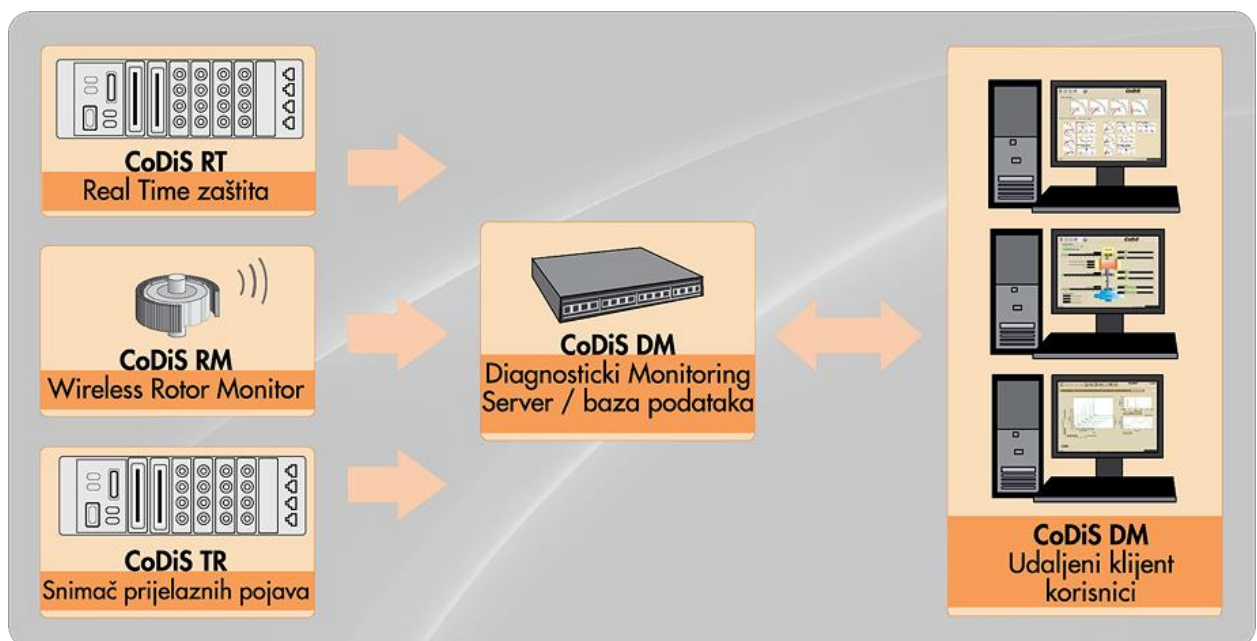 CoDiS RT
Real Time zaštita
CoDiS RM
Wireless Rotor Monitor
CoDiS TR
Snimač prijelaznih pojava
CoDiS DM
Diagnosticki Monitoring
Server / baza podataka
CoDiS DM
Udaljeni klijent
korisnici